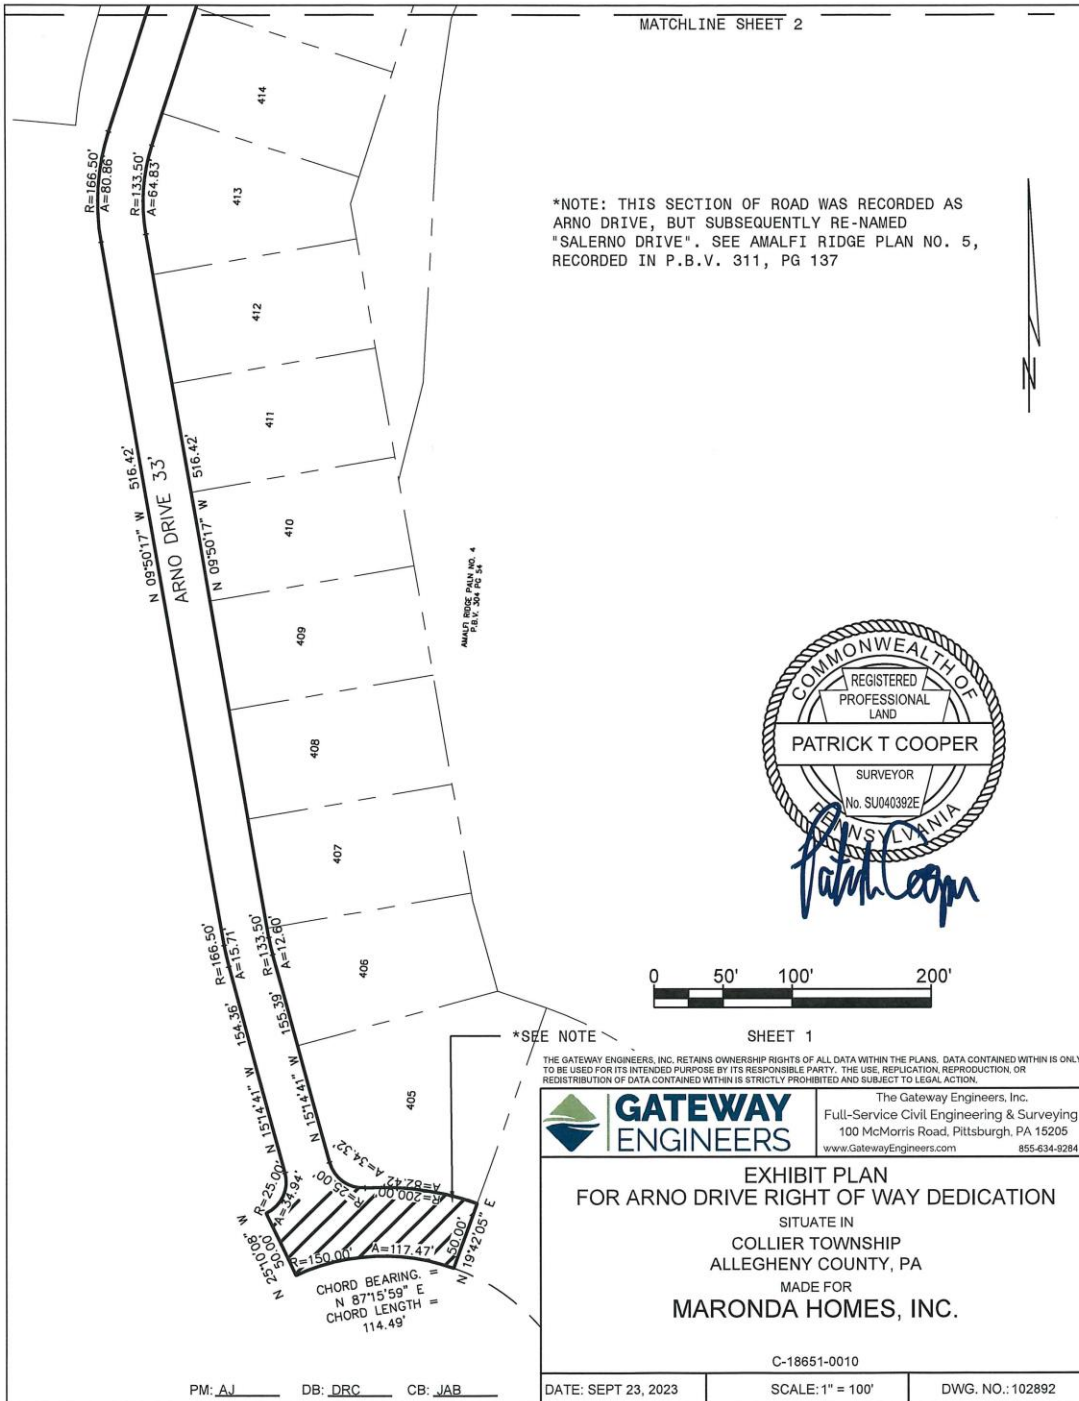 MATCHLINE SHEET 2
414
R=166.50'
A=80.86'
R=133.50'
A=64.83'
413
*NOTE: THIS SECTION OF ROAD WAS RECORDED AS
ARNO DRIVE, BUT SUBSEQUENTLY RE-NAMED
"SALERNO DRIVE". SEE AMALFI RIDGE PLAN NO. 5,
RECORDED IN P.B.V. 311, PG 137
N
412
411
N 09°50'17" W 516.42'
ARNO DRIVE 33'
N 09°50'17" W 516.42'
410
AMALFI RIDGE PALN NO. 4
P.B.V. 304 PG 54
409
408
407
406
COMMONWEALTH OF
REGISTERED
PROFESSIONAL
LAND
PATRICK T COOPER
SURVEYOR
No. SU040392E
PENNSYLVANIA
Patrick Cooper
R=166.50'
A=15.71'
R=133.50'
A=12.60'
N 15°14'41" W 154.36'
N 15°14'41" W 155.39'
0 50' 100' 200'
*SEE NOTE
SHEET 1
405
R=25.00'
A=34.94'
R=25.00' A=34.32'
R=200.00'
A=82.42'
N 25°10'08" W
50.00'
R=150.00' A=117.47'
50.00'
N 19°42'05" E
CHORD BEARING. =
N 87°15'59" E
CHORD LENGTH =
114.49'
THE GATEWAY ENGINEERS, INC. RETAINS OWNERSHIP RIGHTS OF ALL DATA WITHIN THE PLANS. DATA CONTAINED WITHIN IS ONLY
TO BE USED FOR ITS INTENDED PURPOSE BY ITS RESPONSIBLE PARTY. THE USE, REPLICATION, REPRODUCTION, OR
REDISTRIBUTION OF DATA CONTAINED WITHIN IS STRICTLY PROHIBITED AND SUBJECT TO LEGAL ACTION.
GATEWAY
ENGINEERS
The Gateway Engineers, Inc.
Full-Service Civil Engineering & Surveying
100 McMorris Road, Pittsburgh, PA 15205
www.GatewayEngineers.com 855-634-9284
EXHIBIT PLAN
FOR ARNO DRIVE RIGHT OF WAY DEDICATION
SITUATE IN
COLLIER TOWNSHIP
ALLEGHENY COUNTY, PA
MADE FOR
MARONDA HOMES, INC.
C-18651-0010
PM: AJ DB: DRC CB: JAB
DATE: SEPT 23, 2023 SCALE: 1" = 100' DWG. NO.: 102892